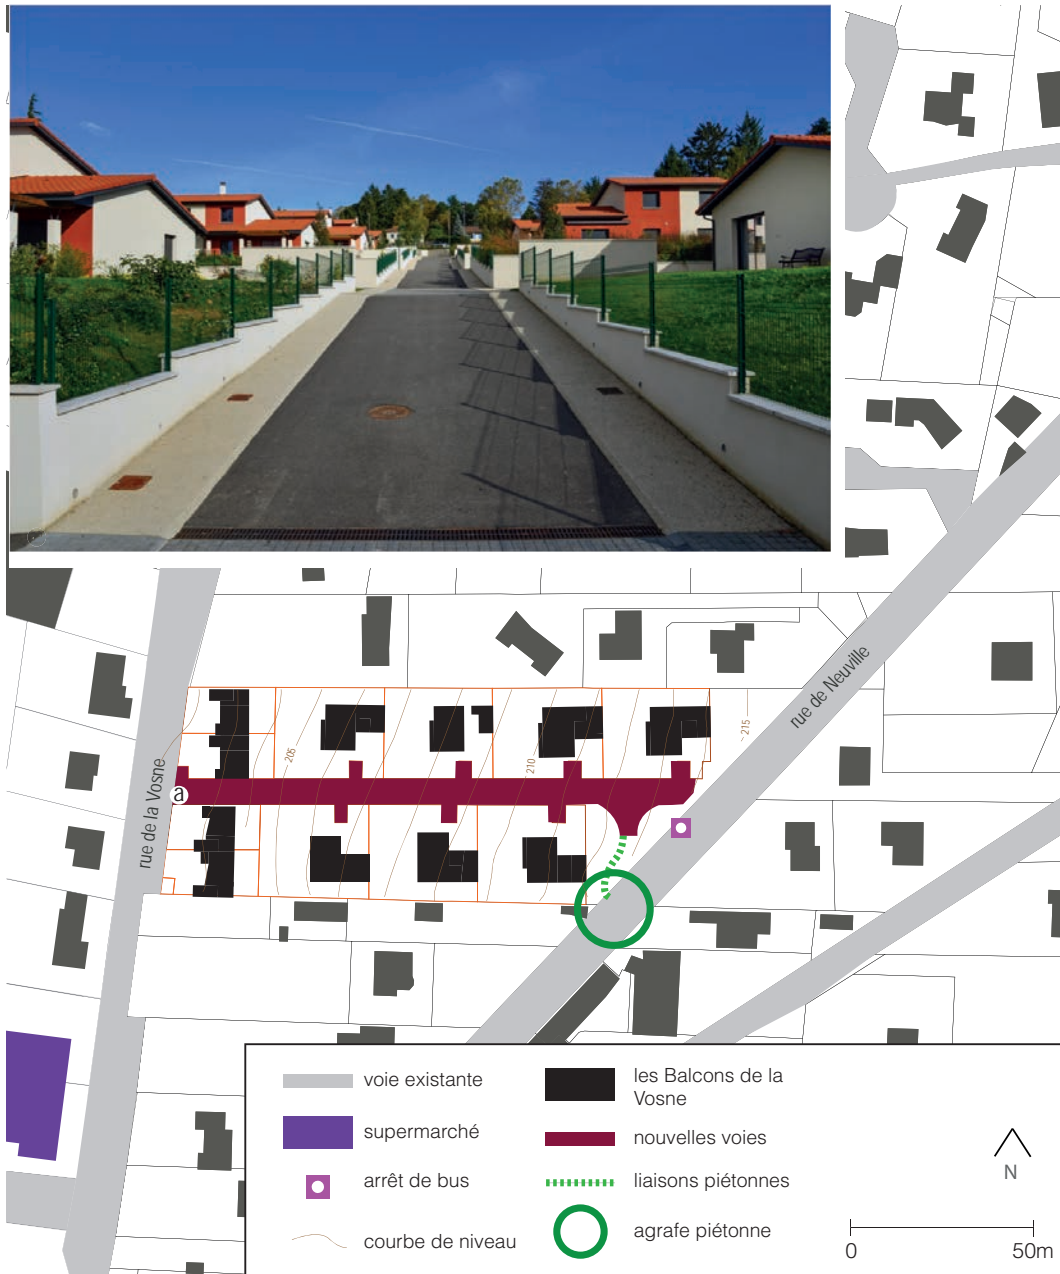 rue de Neuville
215
205
210
a
rue de la Vosne
voie existante
supermarché
arrêt de bus
courbe de niveau
les Balcons de la
Vosne
nouvelles voies
liaisons piétonnes
agrafe piétonne
N
0 50m